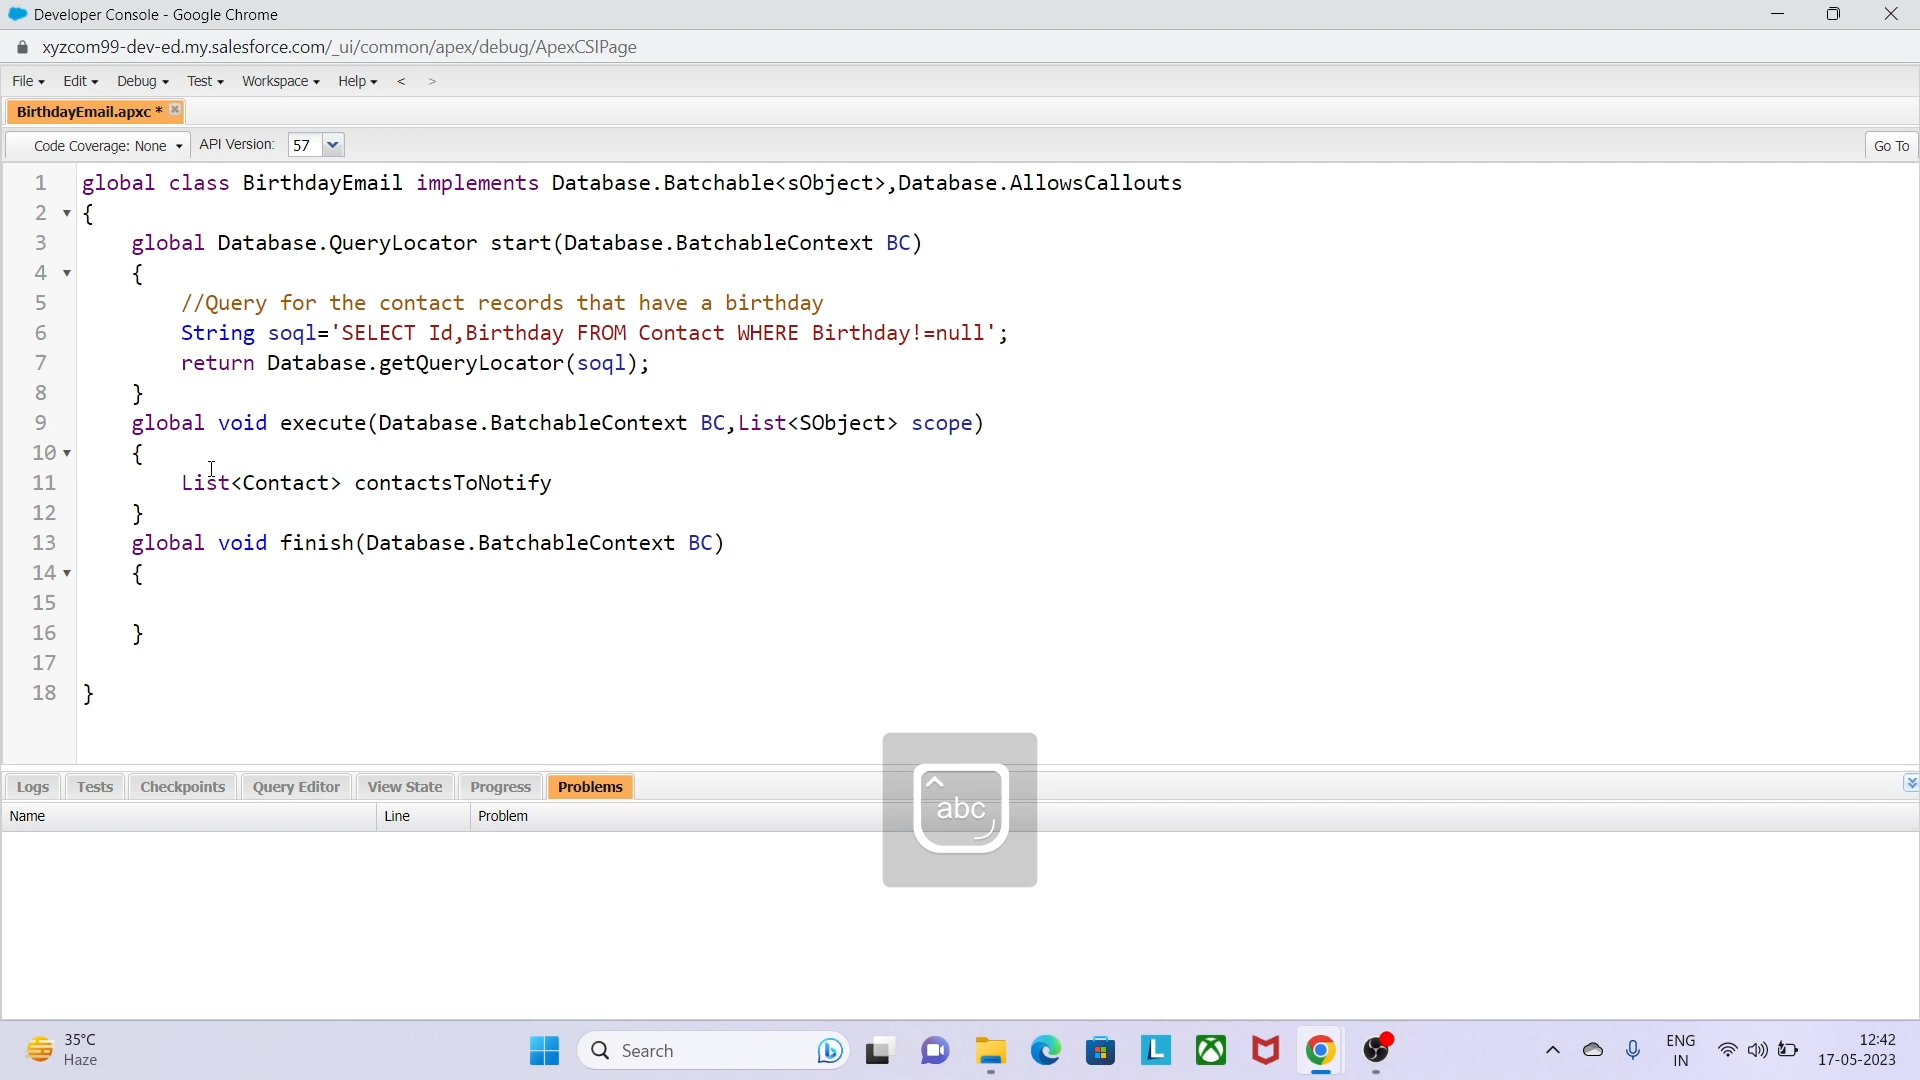 Developer Console - Google Chrome
xyzcom99-dev-ed.my.salesforce.com/_ui/common/apex/debug/ApexCSIPage
File Edit Debug Test Workspace Help < >
BirthdayEmail.apxc *
Code Coverage: None API Version: 57 Go To
1 global class BirthdayEmail implements Database.Batchable<sObject>,Database.AllowsCallouts
2 {
3 global Database.QueryLocator start(Database.BatchableContext BC)
4 {
5 //Query for the contact records that have a birthday
6 String soql='SELECT Id,Birthday FROM Contact WHERE Birthday!=null';
7 return Database.getQueryLocator(soql);
8 }
9 global void execute(Database.BatchableContext BC,List<SObject> scope)
10 {
11 List<Contact> contactsToNotify
12 }
13 global void finish(Database.BatchableContext BC)
14 {
15
16 }
17
18 }
Logs Tests Checkpoints Query Editor View State Progress Problems
Name Line Problem
abc
35°C
Haze
Search
ENG
IN
12:42
17-05-2023